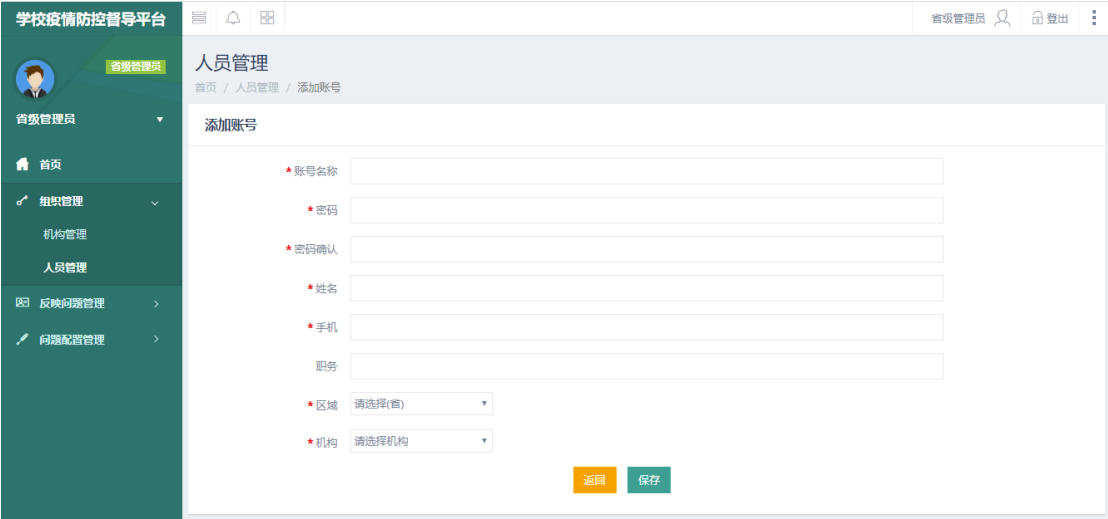 学校疫情防控督导平台
省级管理员 登出
省级管理员
省级管理员
首页
组织管理
机构管理
人员管理
反映问题管理
问题配置管理
人员管理
首页 / 人员管理 / 添加账号
添加账号
* 账号名称
* 密码
* 密码确认
* 姓名
* 手机
职务
* 区域 请选择(省)
* 机构 请选择机构
返回 保存